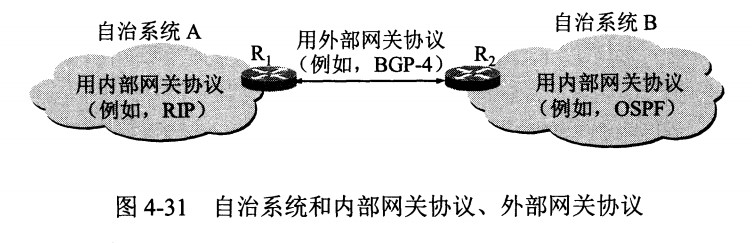 自治系统 A
自治系统 B
用外部网关协议
（例如，BGP-4）
R1
R2
用内部网关协议
（例如，RIP）
用内部网关协议
（例如，OSPF）
图 4-31 自治系统和内部网关协议、外部网关协议